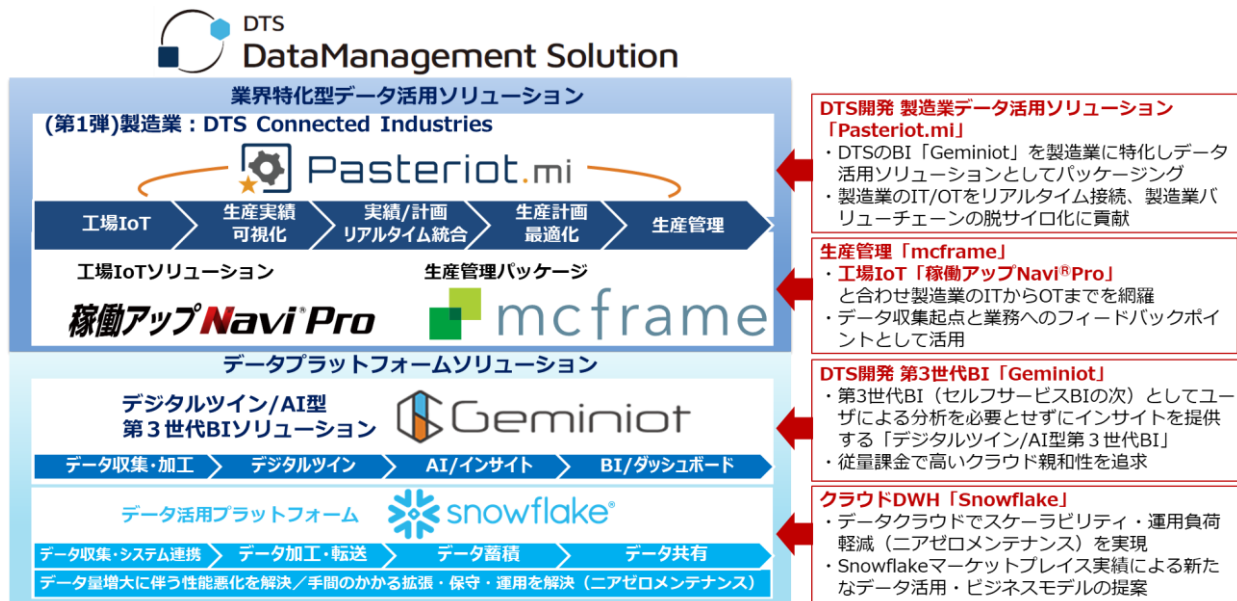 DTS
DataManagement Solution
業界特化型データ活用ソリューション
(第1弾)製造業：DTS Connected Industries
Pasteriot.mi
工場IoT
生産実績
可視化
実績/計画
リアルタイム統合
生産計画
最適化
生産管理
工場IoTソリューション
生産管理パッケージ
稼働アップNavi®Pro
mcframe
データプラットフォームソリューション
デジタルツイン/AI型
第３世代BIソリューション
Geminiot
データ収集・加工
デジタルツイン
AI/インサイト
BI/ダッシュボード
データ活用プラットフォーム
snowflake®
データ収集・システム連携
データ加工・転送
データ蓄積
データ共有
データ量増大に伴う性能悪化を解決／手間のかかる拡張・保守・運用を解決（ニアゼロメンテナンス）
DTS開発 製造業データ活用ソリューション
「Pasteriot.mi」
・DTSのBI「Geminiot」を製造業に特化しデータ
活用ソリューションとしてパッケージング
・製造業のIT/OTをリアルタイム接続、製造業バ
リューチェーンの脱サイロ化に貢献
生産管理「mcframe」
・工場IoT「稼働アップNavi®Pro」
と合わせ製造業のITからOTまでを網羅
・データ収集起点と業務へのフィードバックポイ
ントとして活用
DTS開発 第3世代BI「Geminiot」
・第3世代BI（セルフサービスBIの次）としてユー
ザによる分析を必要とせずにインサイトを提供
する「デジタルツイン/AI型第３世代BI」
・従量課金で高いクラウド親和性を追求
クラウドDWH「Snowflake」
・データクラウドでスケーラビリティ・運用負荷
軽減（ニアゼロメンテナンス）を実現
・Snowflakeマーケットプレイス実績による新た
なデータ活用・ビジネスモデルの提案